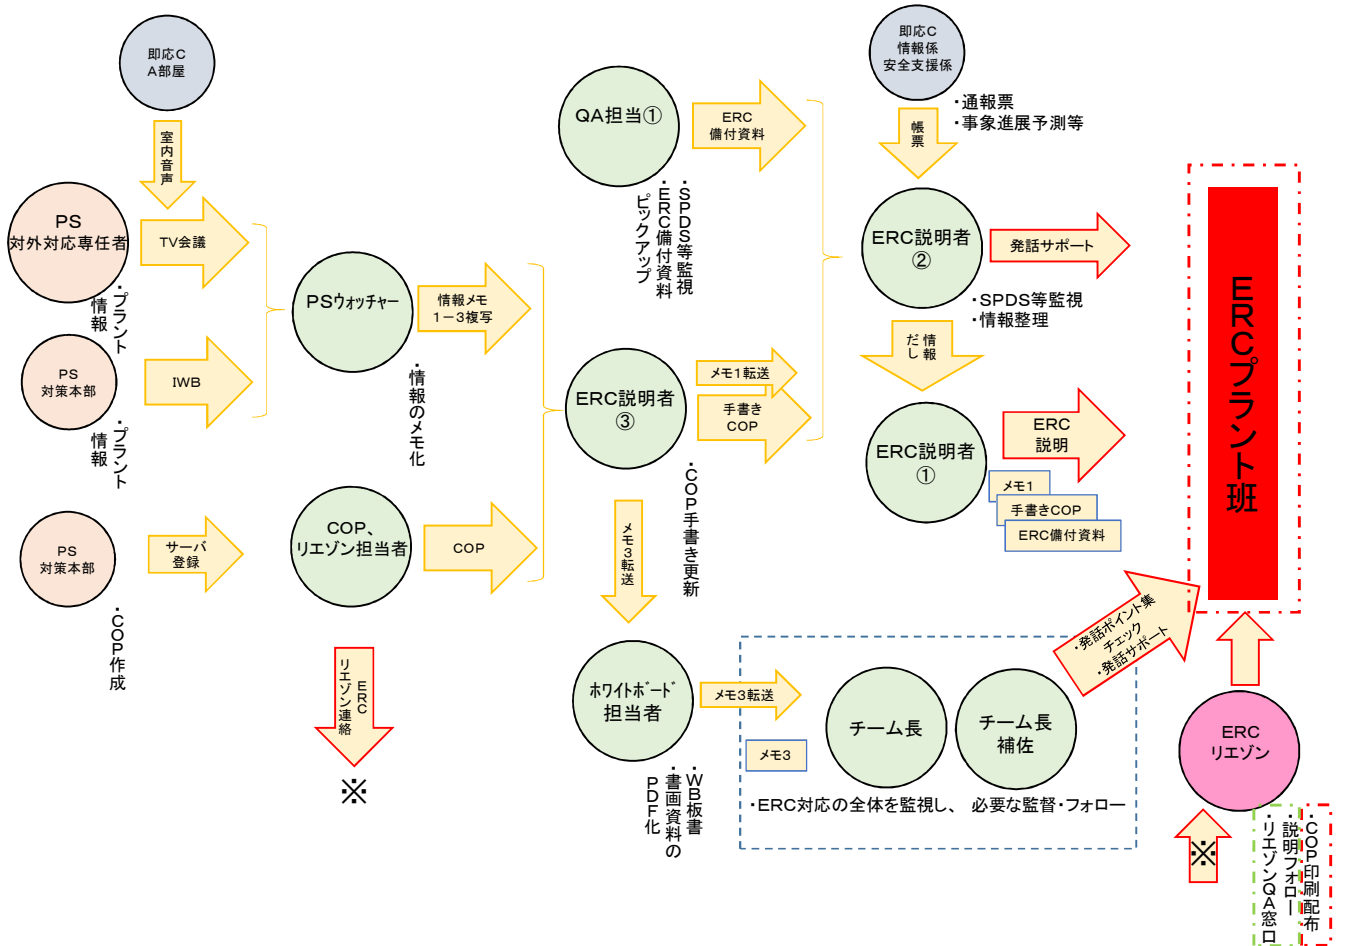 即応C
A部屋
室内音声
PS
対外対応専任者
・プラント
情報
TV会議
PS
対策本部
・プラント
情報
IWB
PS
対策本部
・COP作成
サーバ
登録
PSウォッチャー
・情報のメモ化
情報メモ
1-3複写
COP、
リエゾン担当者
COP
ERC
リエゾン連絡
※
QA担当①
・SPDS等監視
・ERC備付資料
ピックアップ
ERC
備付資料
ERC説明者
③
・COP手書き更新
メモ1転送
手書き
COP
メモ3転送
ホワイトボード
担当者
・WB板書
・書画資料の
PDF化
メモ3転送
メモ3
チーム長
チーム長
補佐
・ERC対応の全体を監視し、 必要な監督・フォロー
即応C
情報係
安全支援係
・通報票
・事象進展予測等
帳票
ERC説明者
②
・SPDS等監視
・情報整理
発話サポート
情報
だし
ERC説明者
①
ERC
説明
メモ1
手書きCOP
ERC備付資料
・発話ポイント集
チェック
・発話サポート
ERCプラント班
ERC
リエゾン
※
・COP印刷配布
・説明フォロー
・リエゾンQA窓口